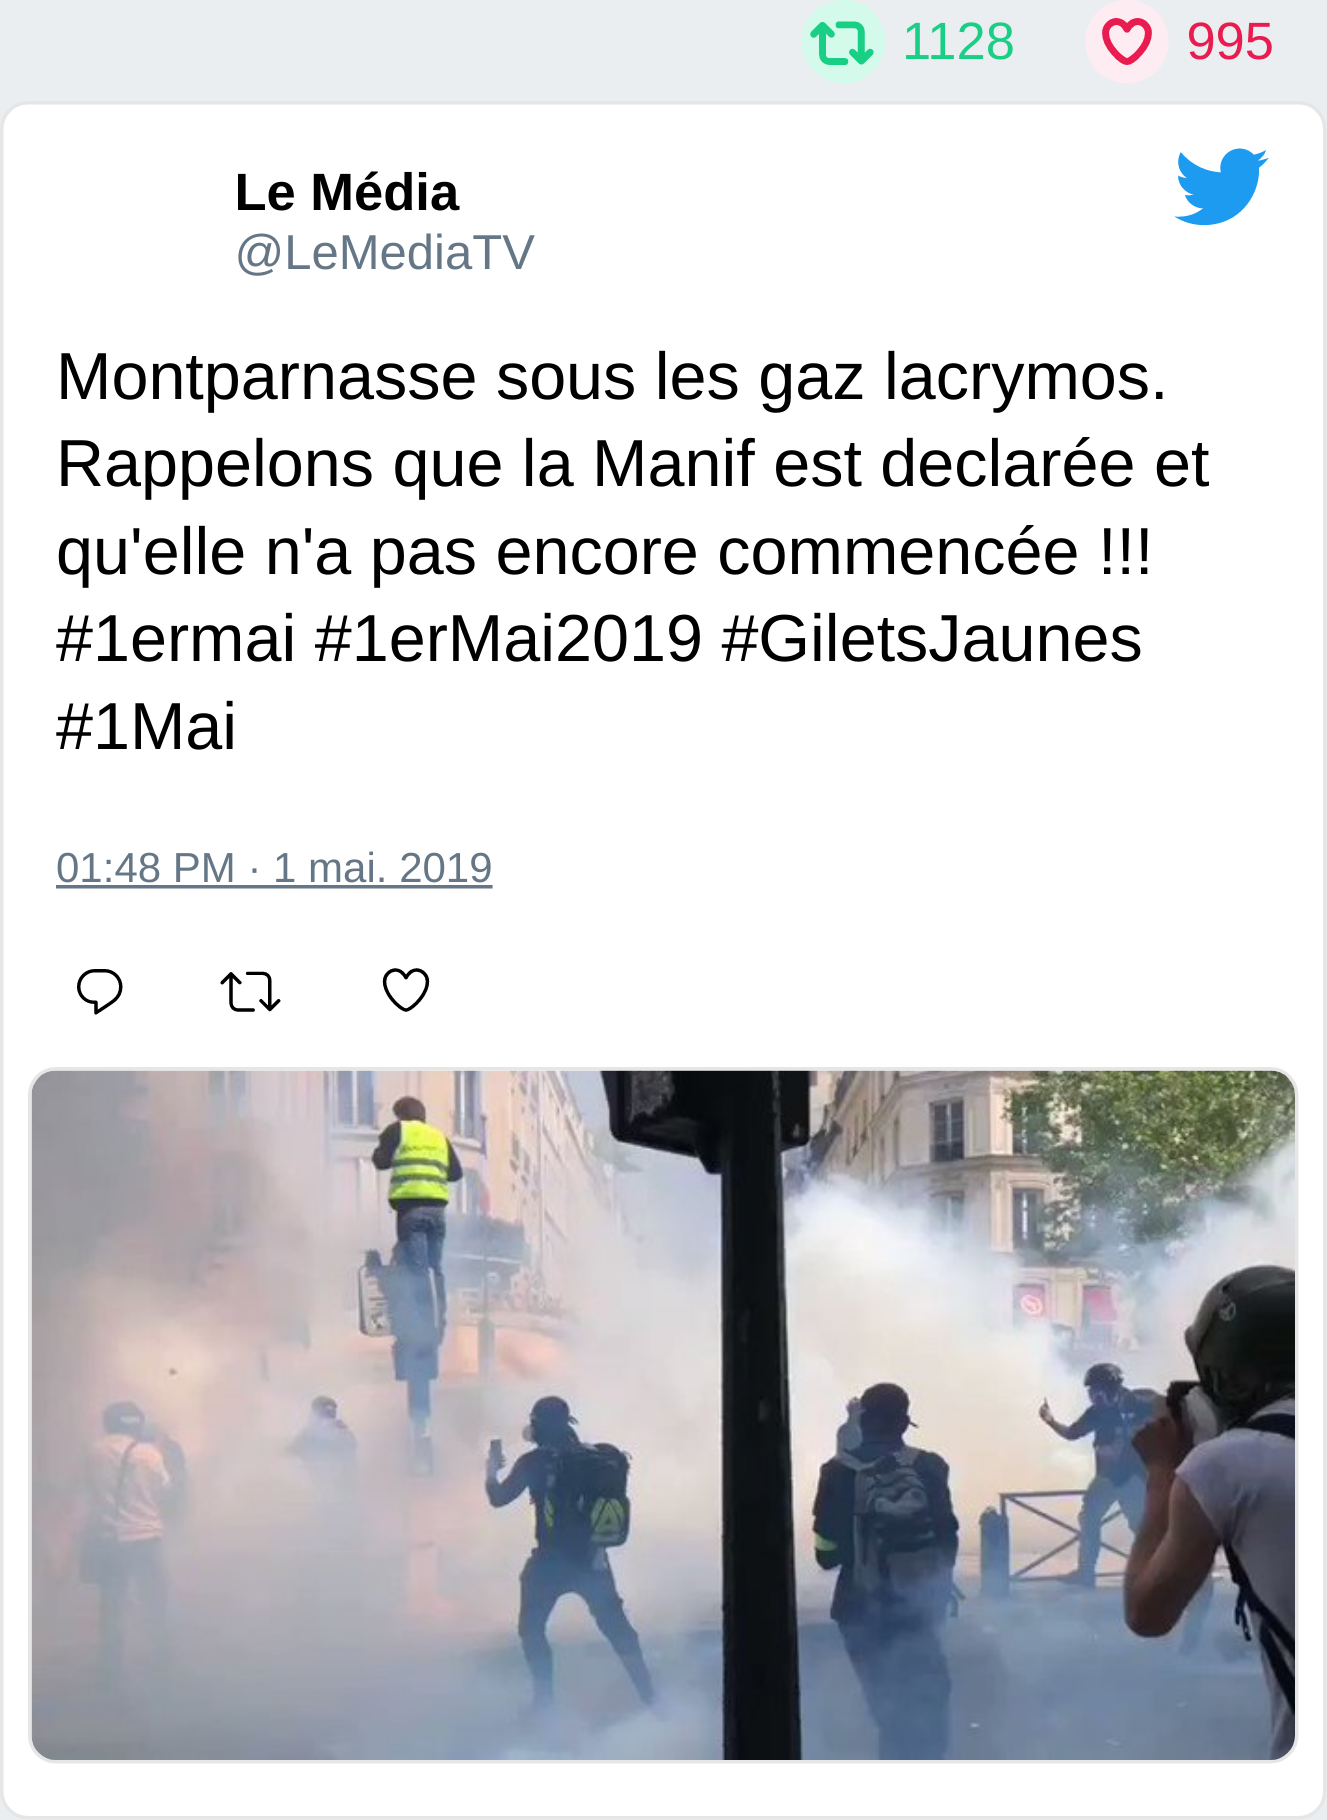 1128 995
Le Média
@LeMediaTV
Montparnasse sous les gaz lacrymos.
Rappelons que la Manif est declarée et
qu'elle n'a pas encore commencée !!!
#1ermai #1erMai2019 #GiletsJaunes
#1Mai
01:48 PM · 1 mai. 2019